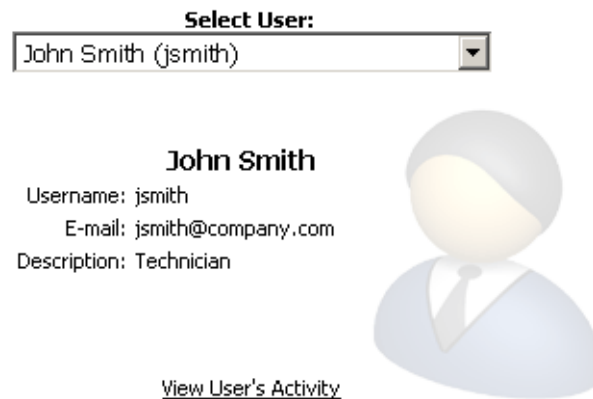 Select User:
John Smith (jsmith)
John Smith
Username: jsmith
E-mail: jsmith@company.com
Description: Technician
View User's Activity